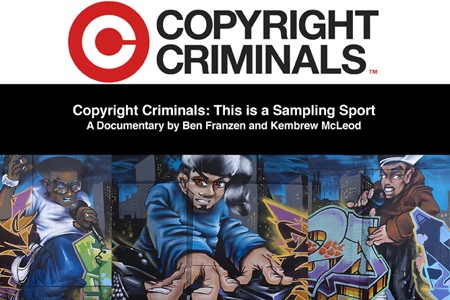 COPYRIGHT
CRIMINALS™
Copyright Criminals: This is a Sampling Sport
A Documentary by Ben Franzen and Kembrew McLeod